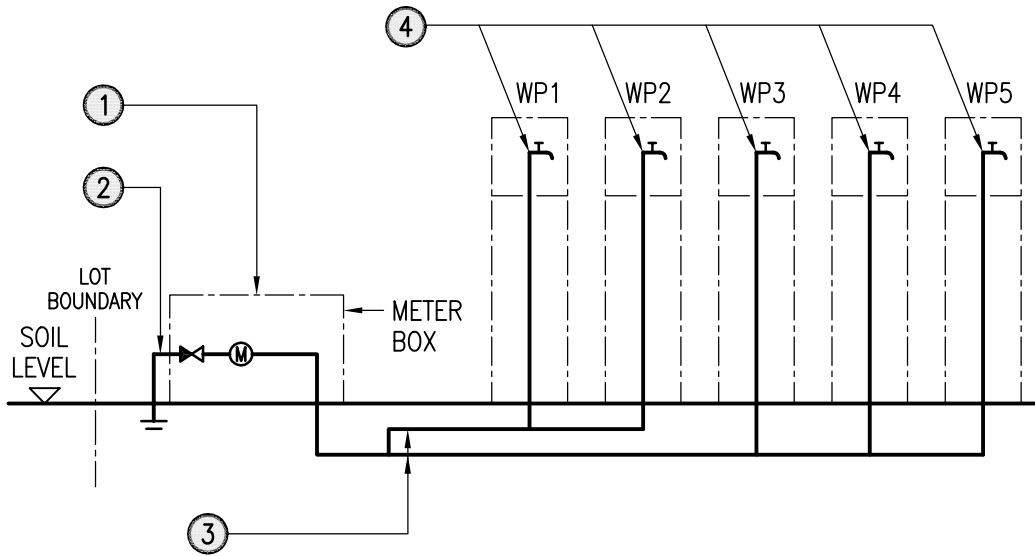 4
WP1
WP2
WP3
WP4
WP5
1
2
LOT
BOUNDARY
METER
BOX
SOIL
LEVEL
M
3